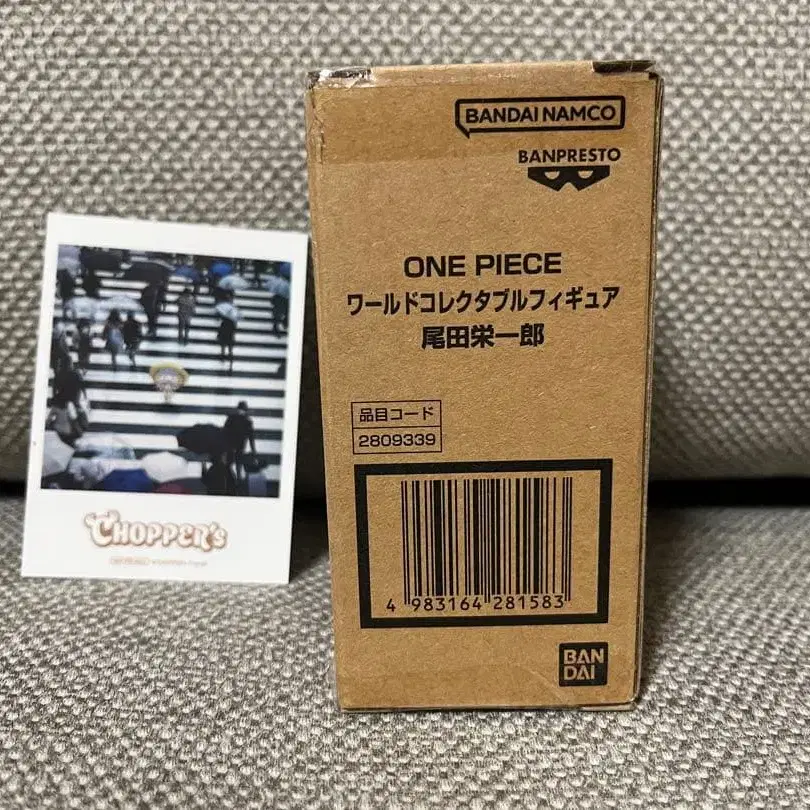 BANDAI NAMCO
BANPRESTO
ONE PIECE
ワールドコレクタブルフィギュア
尾田栄一郎
品目コード
2809339
4 983164 281583
BAN
DAI
CHOPPER's